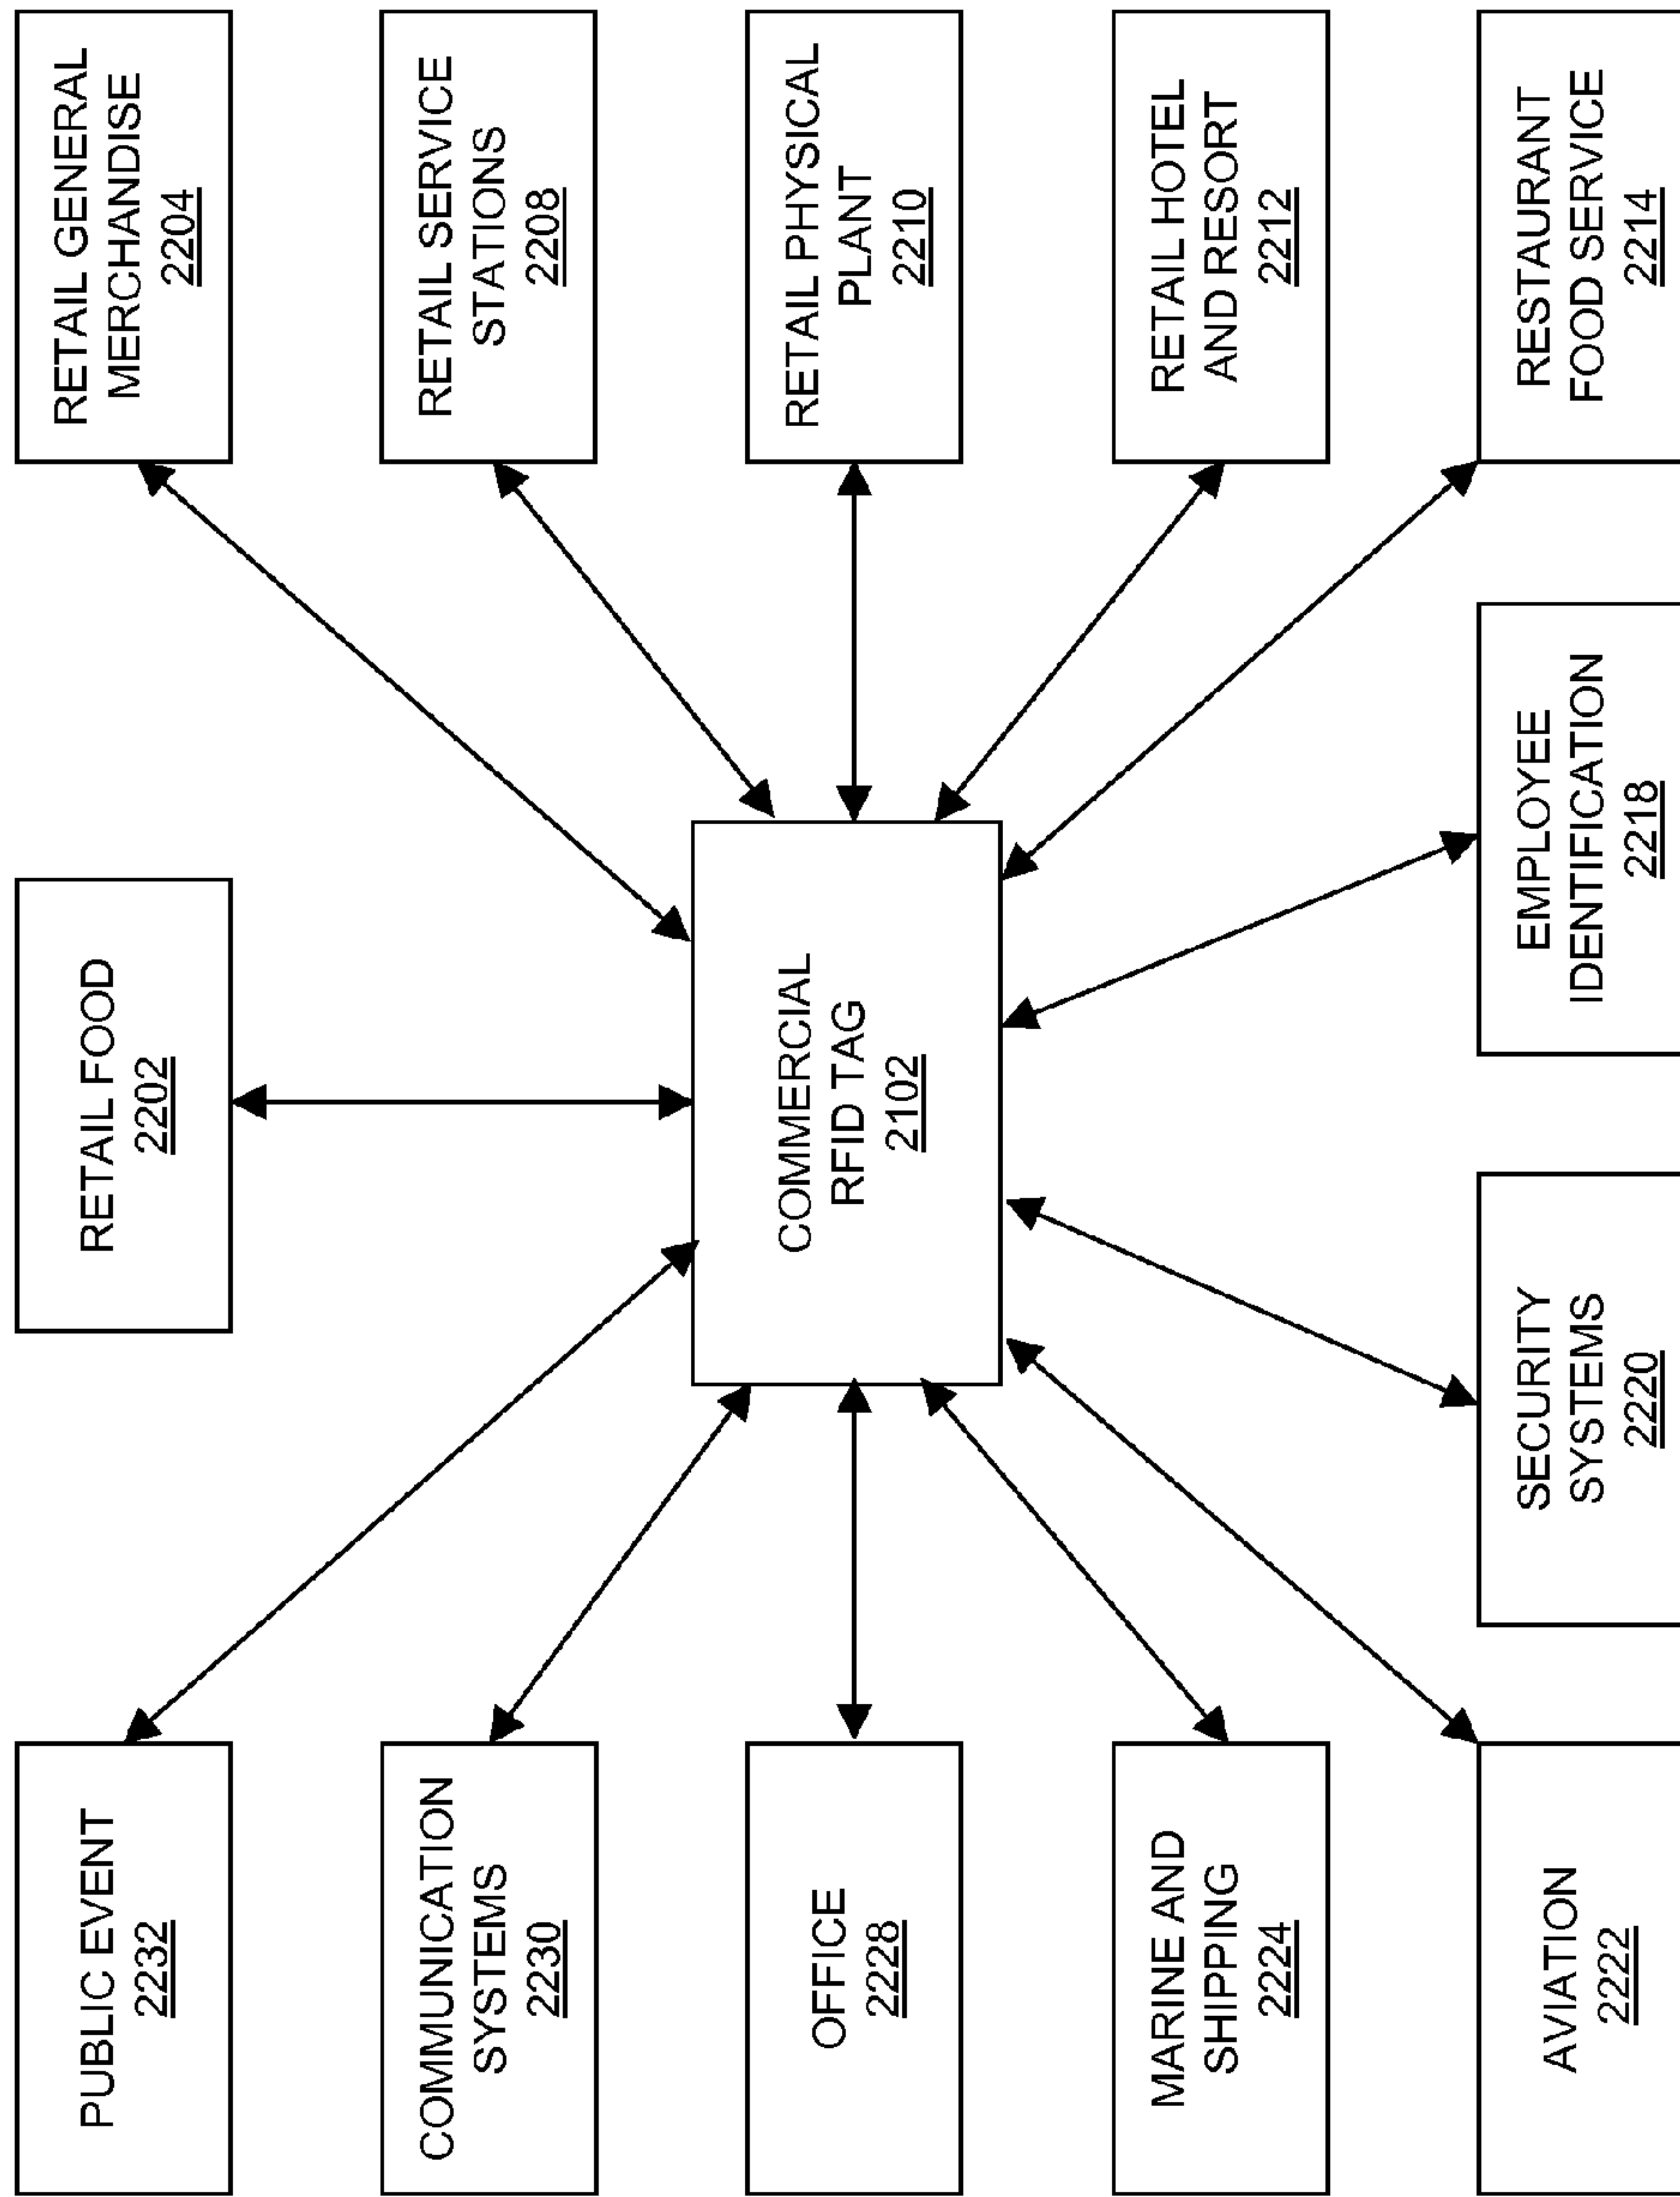 PUBLIC EVENT
2232
RETAIL FOOD
2202
RETAIL GENERAL
MERCHANDISE
2204
COMMUNICATION
SYSTEMS
2230
RETAIL SERVICE
STATIONS
2208
OFFICE
2228
COMMERCIAL
RFID TAG
2102
RETAIL PHYSICAL
PLANT
2210
MARINE AND
SHIPPING
2224
RETAIL HOTEL
AND RESORT
2212
AVIATION
2222
SECURITY
SYSTEMS
2220
EMPLOYEE
IDENTIFICATION
2218
RESTAURANT
FOOD SERVICE
2214